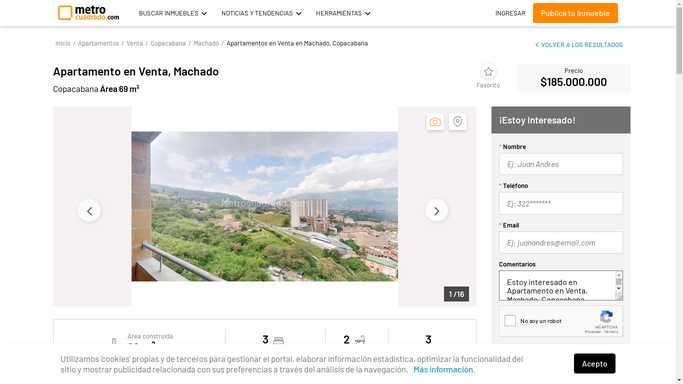 metro
cuadrado.com
BUSCAR INMUEBLES
NOTICIAS Y TENDENCIAS
HERRAMIENTAS
INGRESAR
Publica tu Inmueble
Inicio / Apartamentos / Venta / Copacabana / Machado / Apartamentos en Venta en Machado, Copacabana
VOLVER A LOS RESULTADOS
Apartamento en Venta, Machado
Copacabana Área 69 m²
Favorito
Precio
$185.000.000
1 /16
¡Estoy Interesado!
* Nombre
Ej: Juan Andres
* Teléfono
Ej: 322*******
* Email
Ej: juanandres@email.com
Comentarios
Estoy interesado en
Apartamento en Venta,
Machado, Copacabana
No soy un robot
reCAPTCHA
Privacidad - Términos
Área construida
3
2
3
Utilizamos 'cookies' propias y de terceros para gestionar el portal, elaborar información estadística, optimizar la funcionalidad del
sitio y mostrar publicidad relacionada con sus preferencias a través del análisis de la navegación. Más información.
Acepto